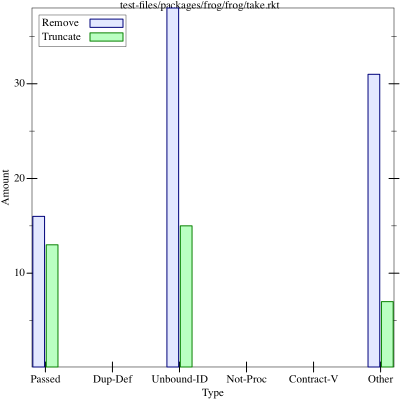 test-files/packages/frog/frog/take.rkt
Remove
Truncate
30
20
10
Amount
Passed Dup-Def Unbound-ID Not-Proc Contract-V Other
Type